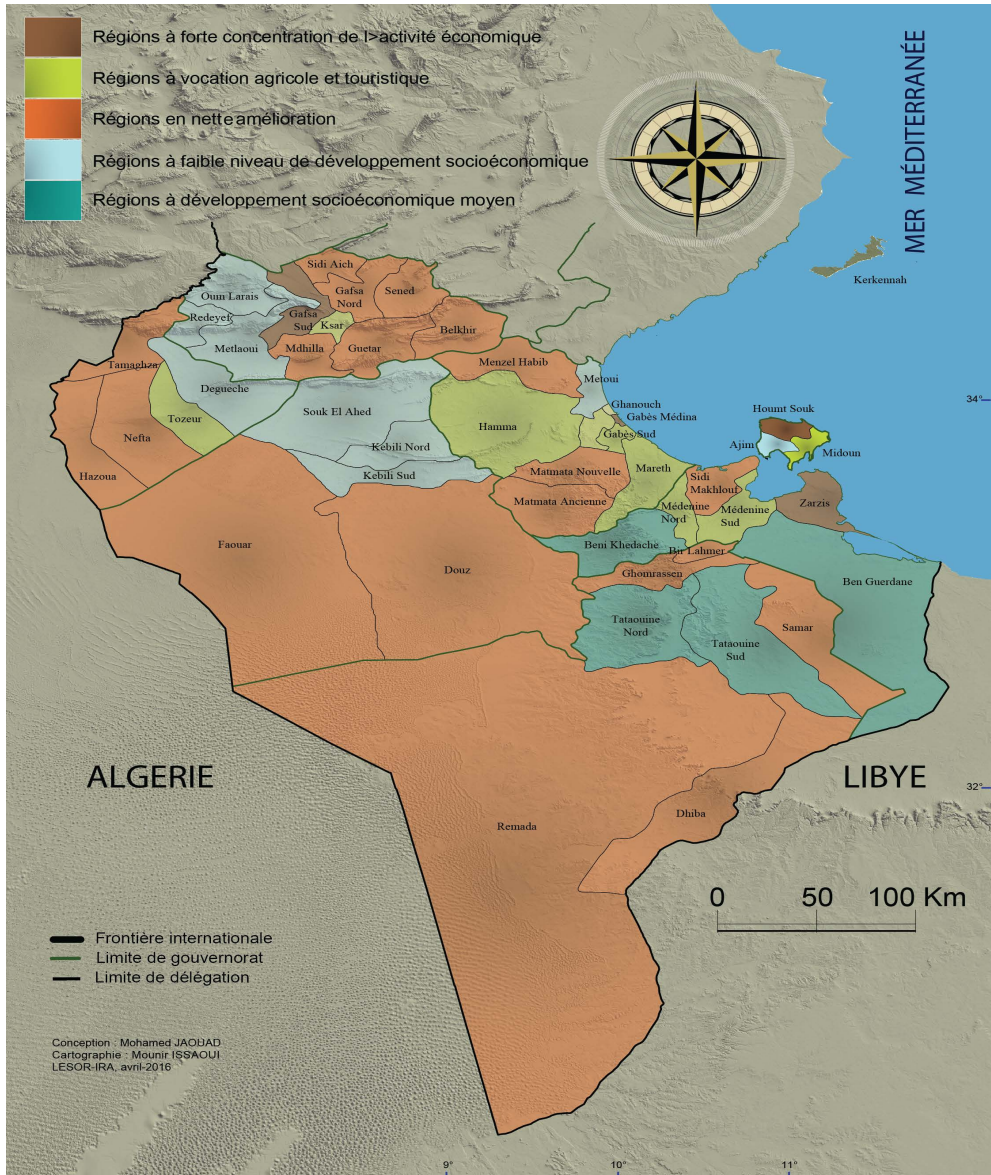 Régions à forte concentration de l>activité économique
Régions à vocation agricole et touristique
Régions en nette amélioration
Régions à faible niveau de développement socioéconomique
Régions à développement socioéconomique moyen
MER MÉDITERRANÉE
Kerkennah
Sidi Aich
Oum Larais
Gafsa
Nord
Sened
Redeyef
Gafsa
Sud
Ksar
Belkhir
Metlaoui
Mdhilla
Guetar
Tamaghza
Menzel Habib
Metoui
Degueche
Ghanouch
34°
Souk El Ahed
Gabès Médina
Houmt Souk
Tozeur
Hamma
Gabès Sud
Nefta
Kebili Nord
Ajim
Midoun
Hazoua
Kebili Sud
Matmata Nouvelle
Mareth
Sidi
Makhlouf
Matmata Ancienne
Médenine
Nord
Médenine
Sud
Zarzis
Faouar
Beni Khedache
Bir Lahmer
Douz
Ghomrassen
Ben Guerdane
Tataouine
Nord
Tataouine
Sud
Samar
ALGERIE
LIBYE
32°
Remada
Dhiba
0 50 100 Km
Frontière internationale
Limite de gouvernorat
Limite de délégation
Conception : Mohamed JAOUAD
Cartographie : Mounir ISSAOUI
LESOR-IRA, avril-2016
9° 10° 11°